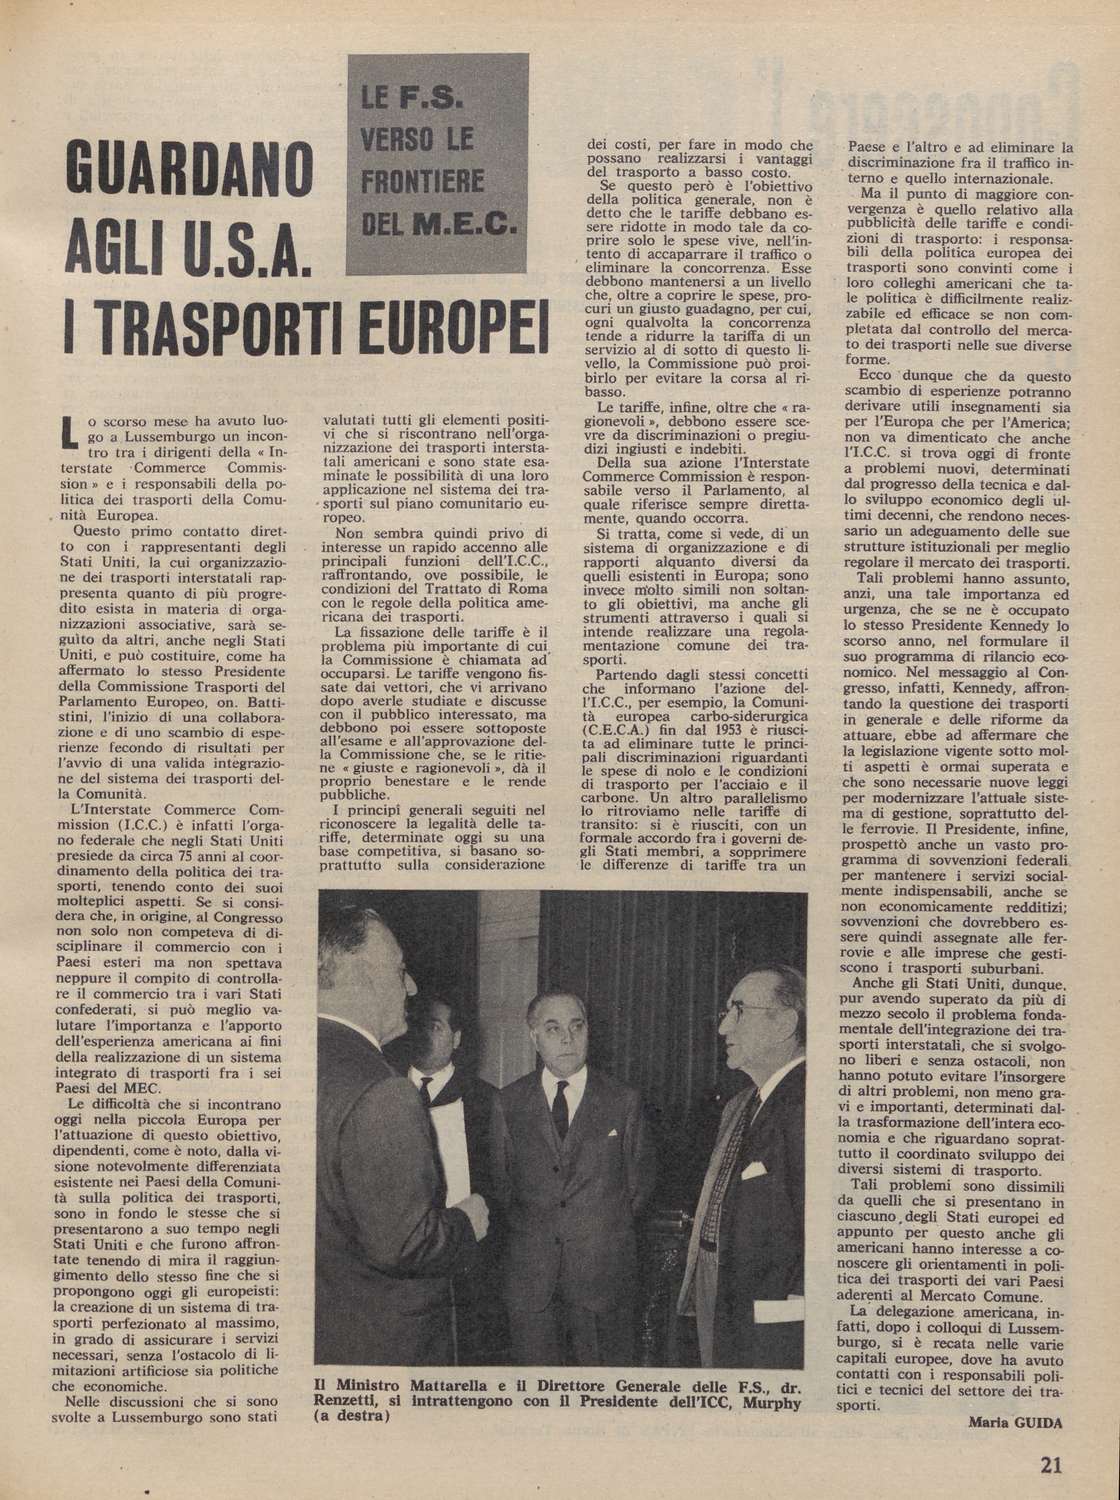 LE F.S.
VERSO LE
FRONTIERE
DEL M.E.C.
GUARDANO
AGLI U.S.A.
I TRASPORTI EUROPEI
Lo scorso mese ha avuto luo-
go a Lussemburgo un incon-
tro tra i dirigenti della « In-
terstate Commerce Commis-
sion » e i responsabili della po-
litica dei trasporti della Comu-
nità Europea.
Questo primo contatto diret-
to con i rappresentanti degli
Stati Uniti, la cui organizzazio-
ne dei trasporti interstatali rap-
presenta quanto di più progre-
dito esista in materia di orga-
nizzazioni associative, sarà se-
guito da altri, anche negli Stati
Uniti, e può costituire, come ha
affermato lo stesso Presidente
della Commissione Trasporti del
Parlamento Europeo, on. Batti-
stini, l'inizio di una collabora-
zione e di uno scambio di espe-
rienze fecondo di risultati per
l'avvio di una valida integrazio-
ne del sistema dei trasporti del-
la Comunità.
L'Interstate Commerce Com-
mission (I.C.C.) è infatti l'orga-
no federale che negli Stati Uniti
presiede da circa 75 anni al coor-
dinamento della politica dei tra-
sporti, tenendo conto dei suoi
molteplici aspetti. Se si consi-
dera che, in origine, al Congresso
non solo non competeva di di-
sciplinare il commercio con i
Paesi esteri ma non spettava
neppure il compito di controlla-
re il commercio tra i vari Stati
confederati, si può meglio va-
lutare l'importanza e l'apporto
dell'esperienza americana ai fini
della realizzazione di un sistema
integrato di trasporti fra i sei
Paesi del MEC.
Le difficoltà che si incontrano
oggi nella piccola Europa per
l'attuazione di questo obiettivo,
dipendenti, come è noto, dalla vi-
sione notevolmente differenziata
esistente nei Paesi della Comuni-
tà sulla politica dei trasporti,
sono in fondo le stesse che si
presentarono a suo tempo negli
Stati Uniti e che furono affron-
tate tenendo di mira il raggiun-
gimento dello stesso fine che si
propongono oggi gli europeisti:
la creazione di un sistema di tra-
sporti perfezionato al massimo,
in grado di assicurare i servizi
necessari, senza l'ostacolo di li-
mitazioni artificiose sia politiche
che economiche.
Nelle discussioni che si sono
svolte a Lussemburgo sono stati
valutati tutti gli elementi positi-
vi che si riscontrano nell'orga-
nizzazione dei trasporti intersta-
tali americani e sono state esa-
minate le possibilità di una loro
applicazione nel sistema dei tra-
sporti sul piano comunitario eu-
ropeo.
Non sembra quindi privo di
interesse un rapido accenno alle
principali funzioni dell'I.C.C.,
raffrontando, ove possibile, le
condizioni del Trattato di Roma
con le regole della politica ame-
ricana dei trasporti.
La fissazione delle tariffe è il
problema più importante di cui
la Commissione è chiamata ad
occuparsi. Le tariffe vengono fis-
sate dai vettori, che vi arrivano
dopo averle studiate e discusse
con il pubblico interessato, ma
debbono poi essere sottoposte
all'esame e all'approvazione del-
la Commissione che, se le ritie-
ne « giuste e ragionevoli », dà il
proprio benestare e le rende
pubbliche.
I principî generali seguiti nel
riconoscere la legalità delle ta-
riffe, determinate oggi su una
base competitiva, si basano so-
prattutto sulla considerazione
dei costi, per fare in modo che
possano realizzarsi i vantaggi
del trasporto a basso costo.
Se questo però è l'obiettivo
della politica generale, non è
detto che le tariffe debbano es-
sere ridotte in modo tale da co-
prire solo le spese vive, nell'in-
tento di accaparrare il traffico o
eliminare la concorrenza. Esse
debbono mantenersi a un livello
che, oltre a coprire le spese, pro-
curi un giusto guadagno, per cui,
ogni qualvolta la concorrenza
tende a ridurre la tariffa di un
servizio al di sotto di questo li-
vello, la Commissione può proi-
birlo per evitare la corsa al ri-
basso.
Le tariffe, infine, oltre che « ra-
gionevoli », debbono essere sce-
vre da discriminazioni o pregiu-
dizi ingiusti e indebiti.
Della sua azione l'Interstate
Commerce Commission è respon-
sabile verso il Parlamento, al
quale riferisce sempre diretta-
mente, quando occorra.
Si tratta, come si vede, di un
sistema di organizzazione e di
rapporti alquanto diversi da
quelli esistenti in Europa; sono
invece molto simili non soltan-
to gli obiettivi, ma anche gli
strumenti attraverso i quali si
intende realizzare una regola-
mentazione comune dei tra-
sporti.
Partendo dagli stessi concetti
che informano l'azione del-
l'I.C.C., per esempio, la Comuni-
tà europea carbo-siderurgica
(C.E.C.A.) fin dal 1953 è riusci-
ta ad eliminare tutte le princi-
pali discriminazioni riguardanti
le spese di nolo e le condizioni
di trasporto per l'acciaio e il
carbone. Un altro parallelismo
lo ritroviamo nelle tariffe di
transito: si è riusciti, con un
formale accordo fra i governi de-
gli Stati membri, a sopprimere
le differenze di tariffe tra un
Paese e l'altro e ad eliminare la
discriminazione fra il traffico in-
terno e quello internazionale.
Ma il punto di maggiore con-
vergenza è quello relativo alla
pubblicità delle tariffe e condi-
zioni di trasporto: i responsa-
bili della politica europea dei
trasporti sono convinti come i
loro colleghi americani che ta-
le politica è difficilmente realiz-
zabile ed efficace se non com-
pletata dal controllo del merca-
to dei trasporti nelle sue diverse
forme.
Ecco dunque che da questo
scambio di esperienze potranno
derivare utili insegnamenti sia
per l'Europa che per l'America;
non va dimenticato che anche
l'I.C.C. si trova oggi di fronte
a problemi nuovi, determinati
dal progresso della tecnica e dal-
lo sviluppo economico degli ul-
timi decenni, che rendono neces-
sario un adeguamento delle sue
strutture istituzionali per meglio
regolare il mercato dei trasporti.
Tali problemi hanno assunto,
anzi, una tale importanza ed
urgenza, che se ne è occupato
lo stesso Presidente Kennedy lo
scorso anno, nel formulare il
suo programma di rilancio eco-
nomico. Nel messaggio al Con-
gresso, infatti, Kennedy, affron-
tando la questione dei trasporti
in generale e delle riforme da
attuare, ebbe ad affermare che
la legislazione vigente sotto mol-
ti aspetti è ormai superata e
che sono necessarie nuove leggi
per modernizzare l'attuale siste-
ma di gestione, soprattutto del-
le ferrovie. Il Presidente, infine,
prospettò anche un vasto pro-
gramma di sovvenzioni federali
per mantenere i servizi social-
mente indispensabili, anche se
non economicamente redditizi;
sovvenzioni che dovrebbero es-
sere quindi assegnate alle fer-
rovie e alle imprese che gesti-
scono i trasporti suburbani.
Anche gli Stati Uniti, dunque,
pur avendo superato da più di
mezzo secolo il problema fonda-
mentale dell'integrazione dei tra-
sporti interstatali, che si svolgo-
no liberi e senza ostacoli, non
hanno potuto evitare l'insorgere
di altri problemi, non meno gra-
vi e importanti, determinati dal-
la trasformazione dell'intera eco-
nomia e che riguardano soprat-
tutto il coordinato sviluppo dei
diversi sistemi di trasporto.
Tali problemi sono dissimili
da quelli che si presentano in
ciascuno degli Stati europei ed
appunto per questo anche gli
americani hanno interesse a co-
noscere gli orientamenti in poli-
tica dei trasporti dei vari Paesi
aderenti al Mercato Comune.
La delegazione americana, in-
fatti, dopo i colloqui di Lussem-
burgo, si è recata nelle varie
capitali europee, dove ha avuto
contatti con i responsabili poli-
tici e tecnici del settore dei tra-
sporti.
Maria GUIDA
Il Ministro Mattarella e il Direttore Generale delle F.S., dr.
Renzetti, si intrattengono con il Presidente dell'ICC, Murphy
(a destra)
21